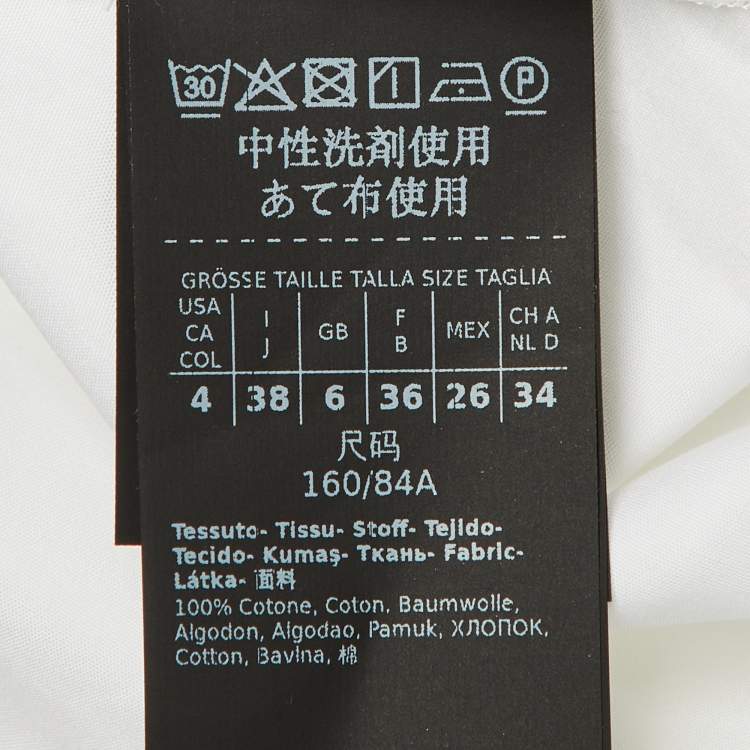 30 P
中性洗剤使用
あて布使用
GRÖSSE TAILLE TALLA SIZE TAGLIA
USA CA COL I J GB F B MEX CH A NL D
4 38 6 36 26 34
尺码
160/84A
Tessuto- Tissu- Stoff- Tejido-
Tecido- Kumaş- Ткань- Fabric-
Látka- 面料
100% Cotone, Coton, Baumwolle,
Algodon, Algodao, Pamuk, ХЛОПОК,
Cotton, Bavlna, 棉